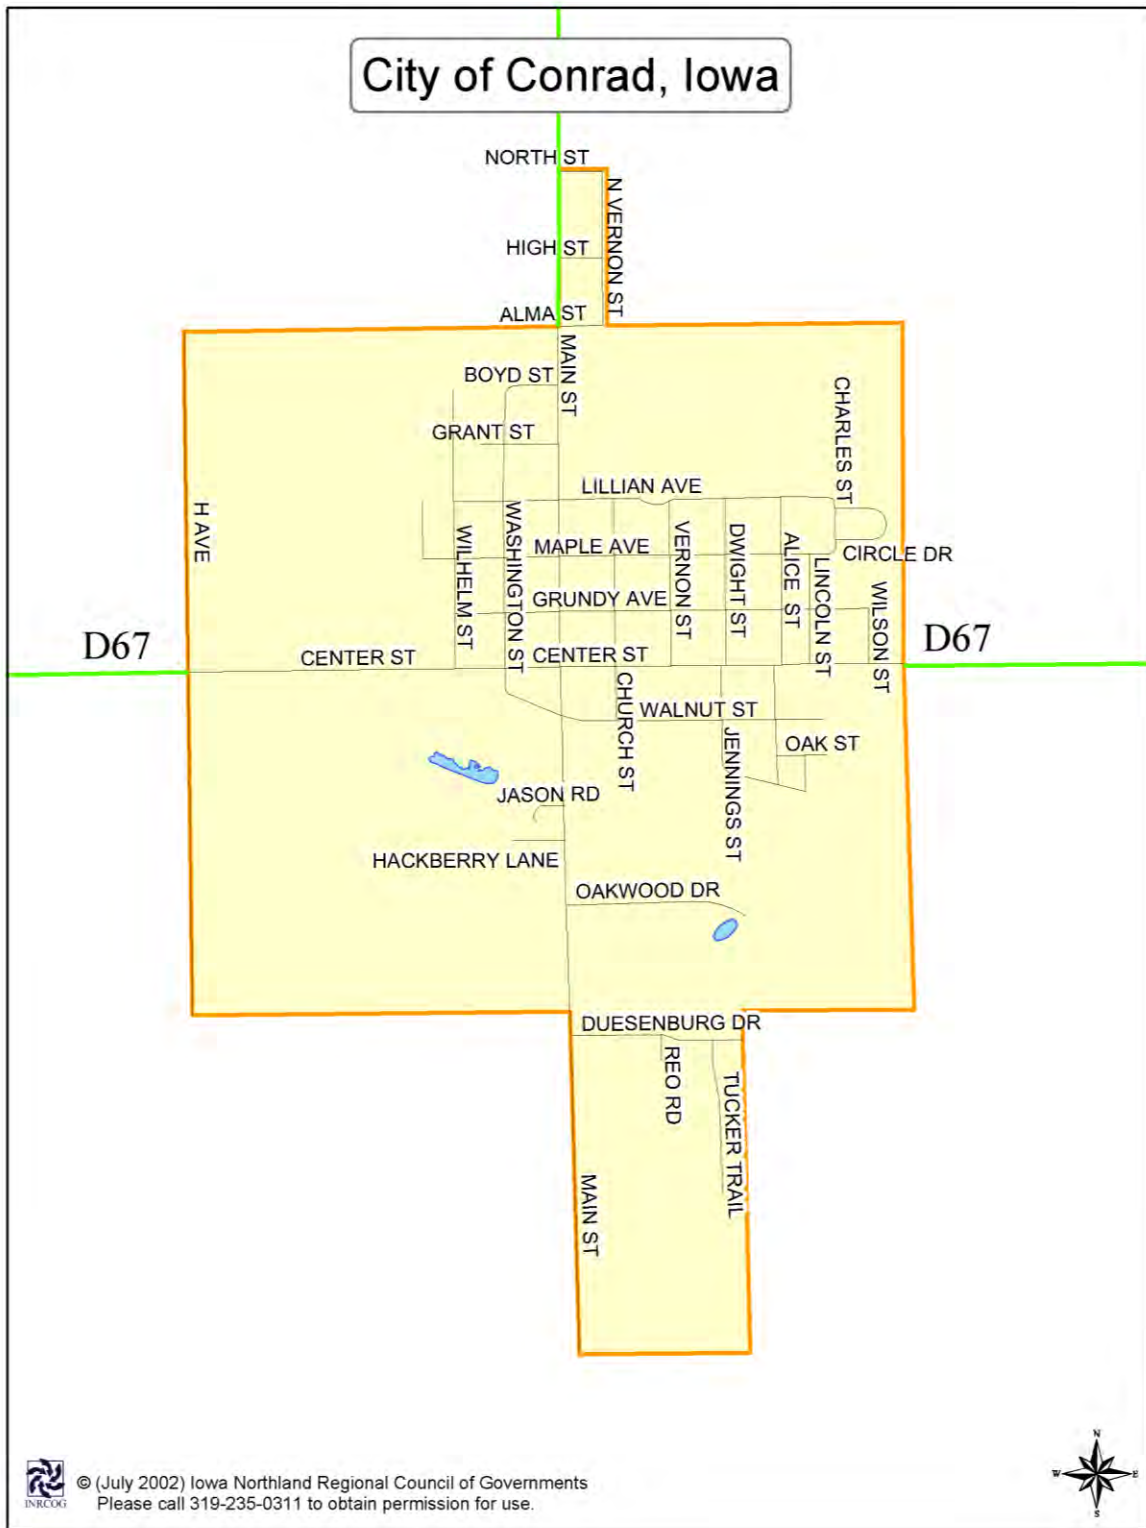 City of Conrad, Iowa
NORTH ST
N VERNON ST
HIGH ST
ALMA ST
MAIN ST
BOYD ST
CHARLES ST
GRANT ST
LILLIAN AVE
H AVE
WILHELM ST
WASHINGTON ST
MAPLE AVE
VERNON ST
DWIGHT ST
ALICE ST
LINCOLN ST
CIRCLE DR
WILSON ST
GRUNDY AVE
D67
CENTER ST
CENTER ST
D67
CHURCH ST
WALNUT ST
JENNINGS ST
OAK ST
JASON RD
HACKBERRY LANE
OAKWOOD DR
DUESENBURG DR
REO RD
TUCKER TRAIL
MAIN ST
N
W E
S
INRCOG
© (July 2002) Iowa Northland Regional Council of Governments
Please call 319-235-0311 to obtain permission for use.